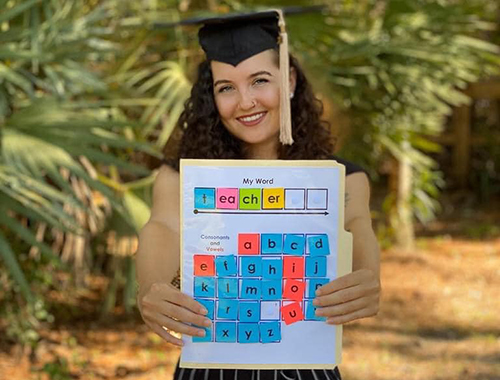 My Word
t ea ch er
Consonants
and
Vowels
a b c d
e f g h i j
k l m n o p
r s u
x y z